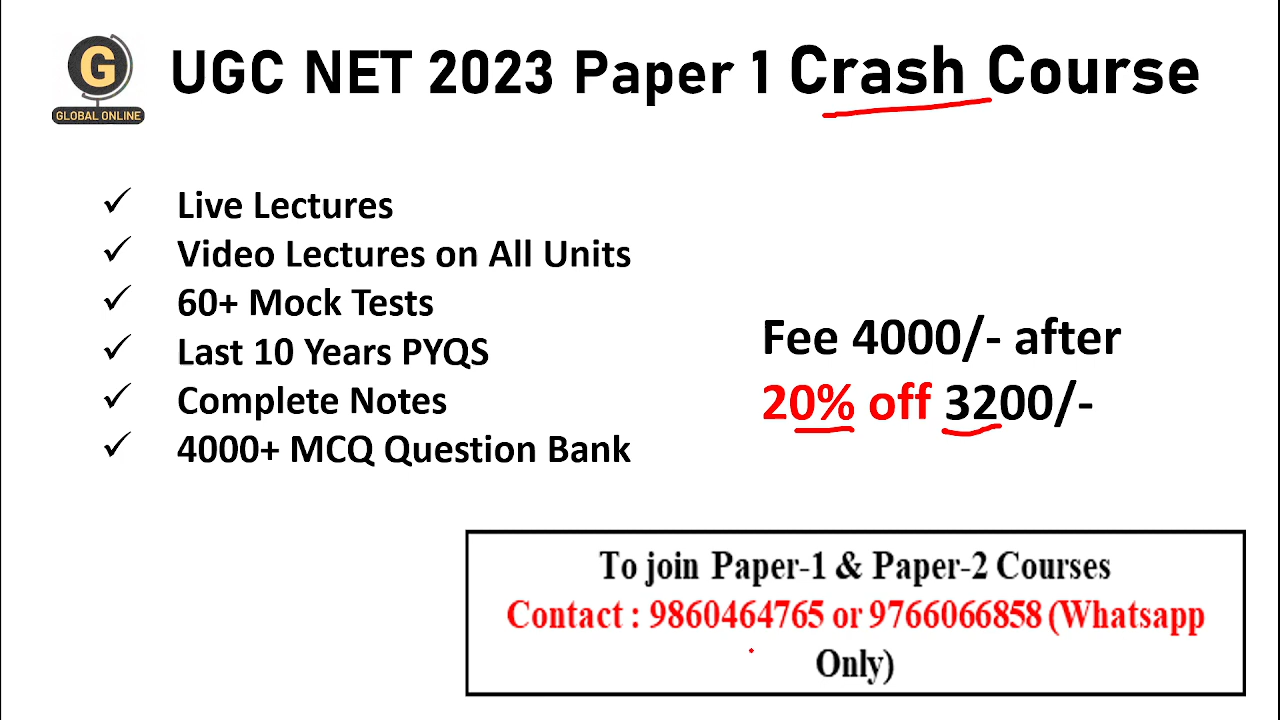 G
GLOBAL ONLINE
UGC NET 2023 Paper 1 Crash Course
Live Lectures
Video Lectures on All Units
60+ Mock Tests
Last 10 Years PYQS
Complete Notes
4000+ MCQ Question Bank
Fee 4000/- after
20% off 3200/-
To join Paper-1 & Paper-2 Courses
Contact : 9860464765 or 9766066858 (Whatsapp
Only)